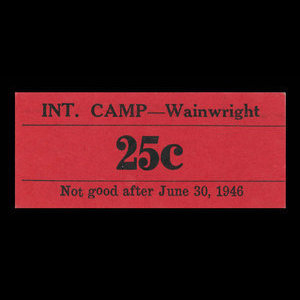 INT. CAMP—Wainwright
25c
Not good after June 30, 1946